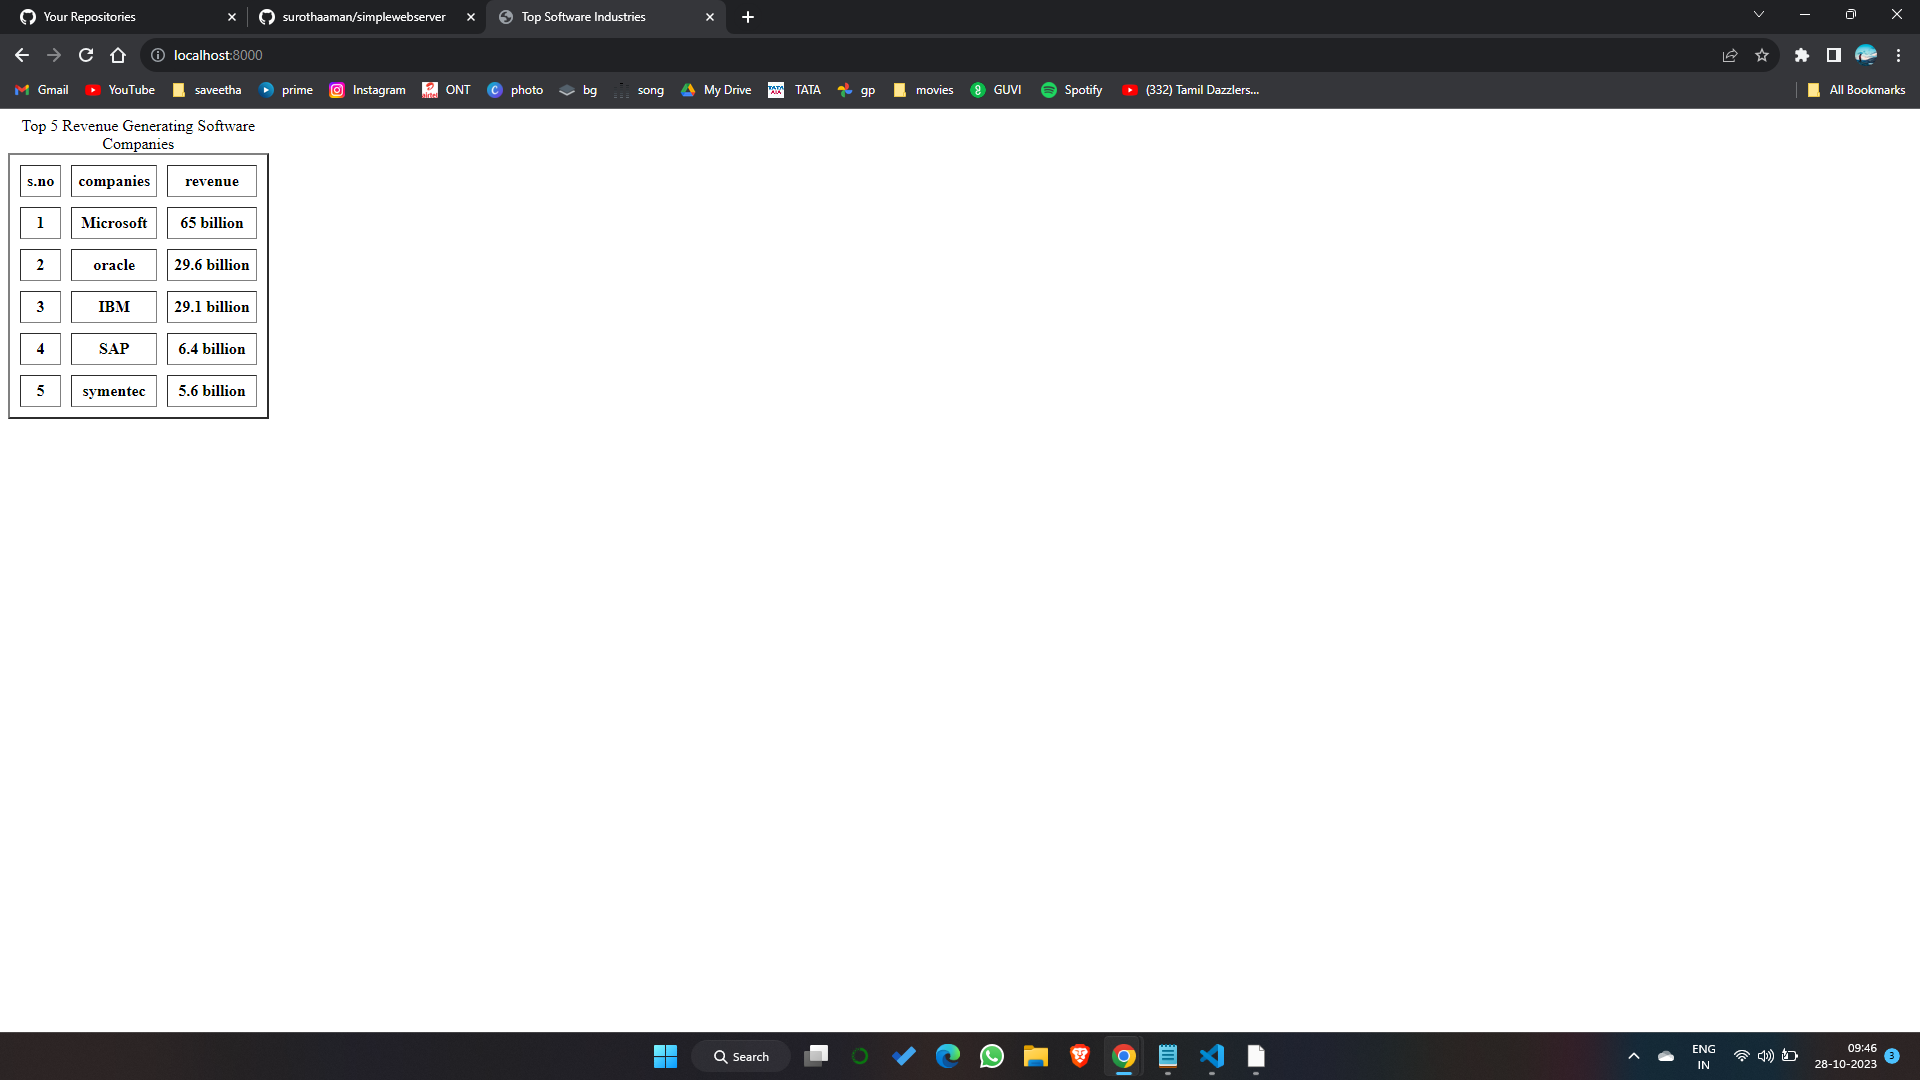 Your Repositories
surothaaman/simplewebserver
Top Software Industries
localhost:8000
Gmail YouTube saveetha prime Instagram airtel ONT photo bg song My Drive TATA AIA TATA gp movies GUVI Spotify (332) Tamil Dazzlers... All Bookmarks
Top 5 Revenue Generating Software
Companies
s.no companies revenue
1 Microsoft 65 billion
2 oracle 29.6 billion
3 IBM 29.1 billion
4 SAP 6.4 billion
5 symentec 5.6 billion
Search
ENG
IN
09:46
28-10-2023
3